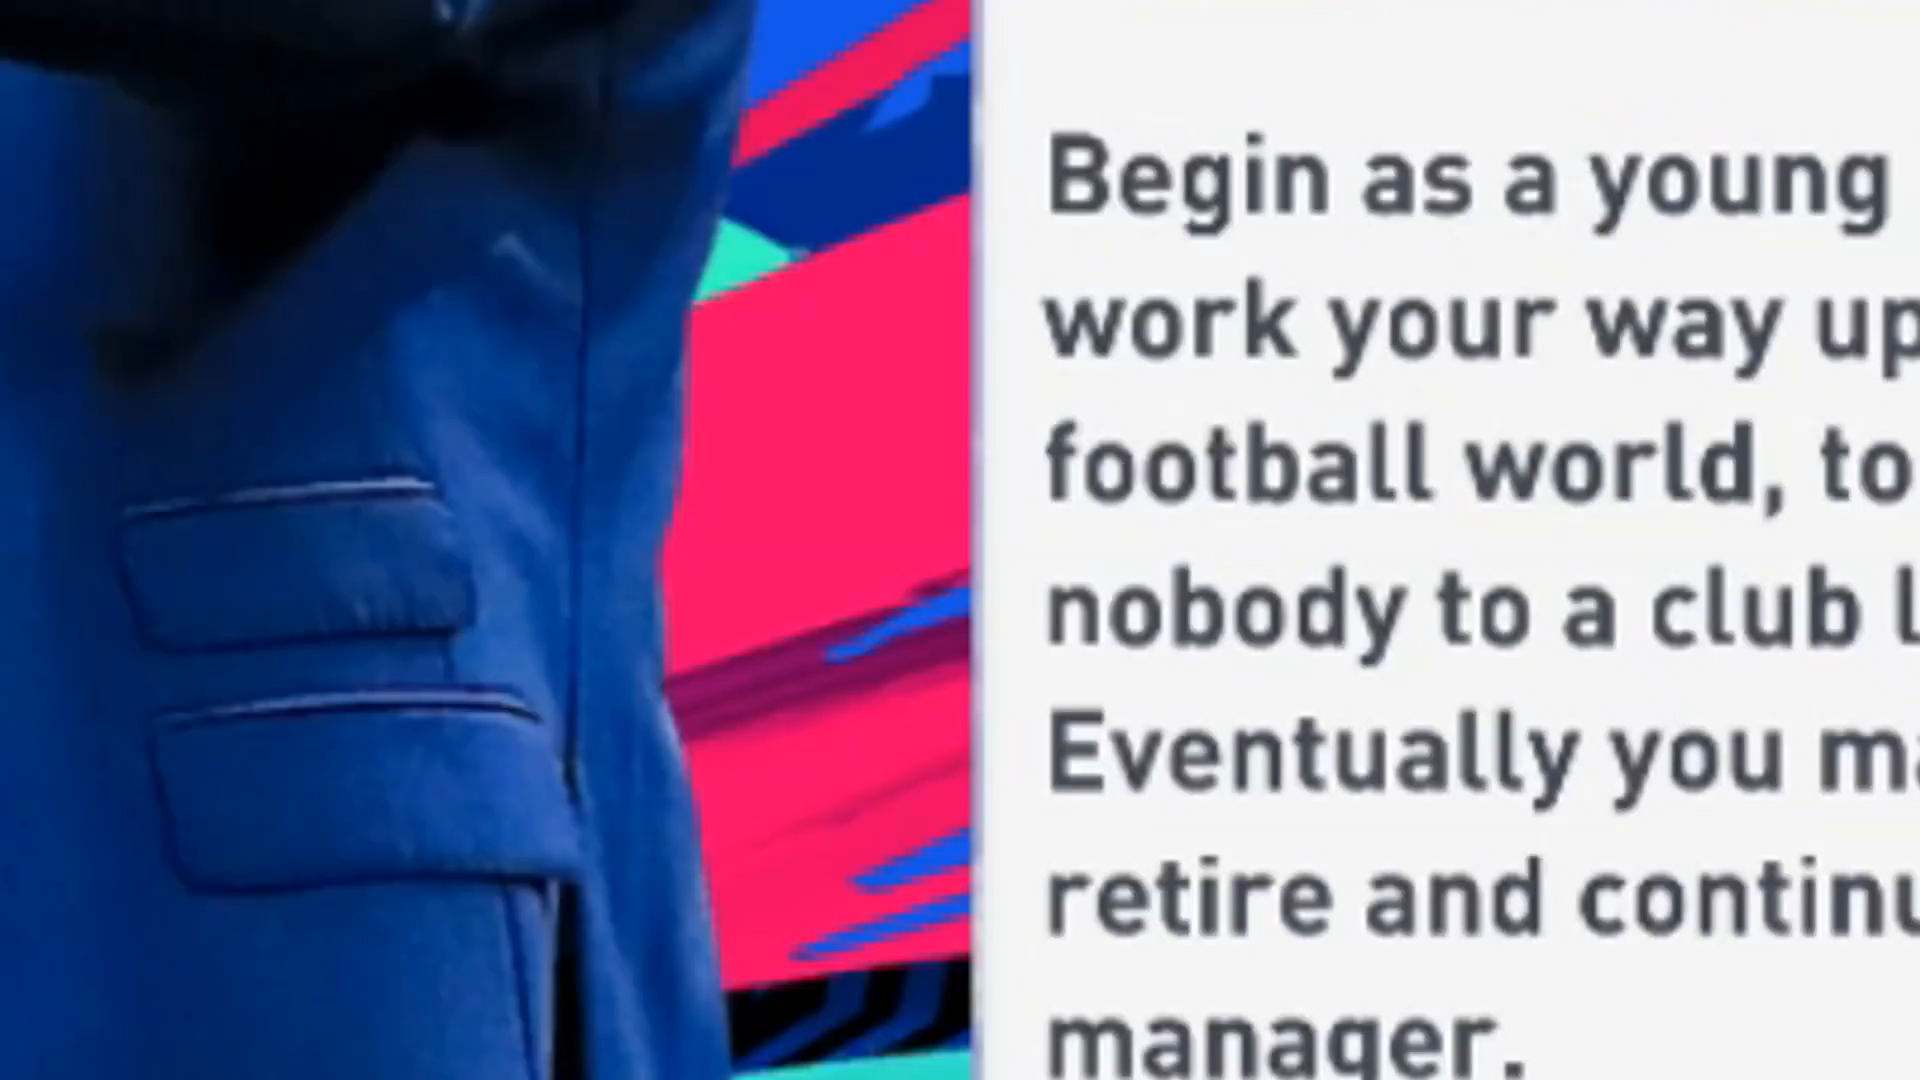 Begin as a young
work your way up
football world, to
nobody to a club
Eventually you
retire and
manager.